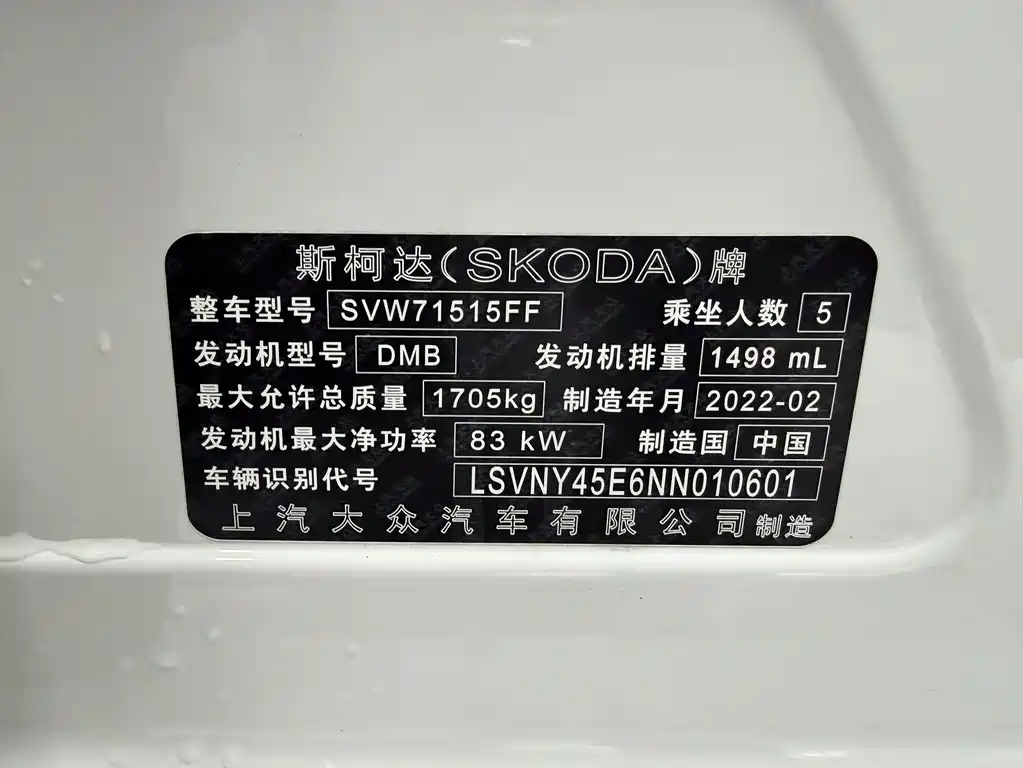 斯柯达(SKODA)牌
整车型号 SVW71515FF 乘坐人数 5
发动机型号 DMB 发动机排量 1498 mL
最大允许总质量 1705kg 制造年月 2022-02
发动机最大净功率 83 kW 制造国 中国
车辆识别代号 LSVNY45E6NN010601
上汽大众汽车有限公司制造